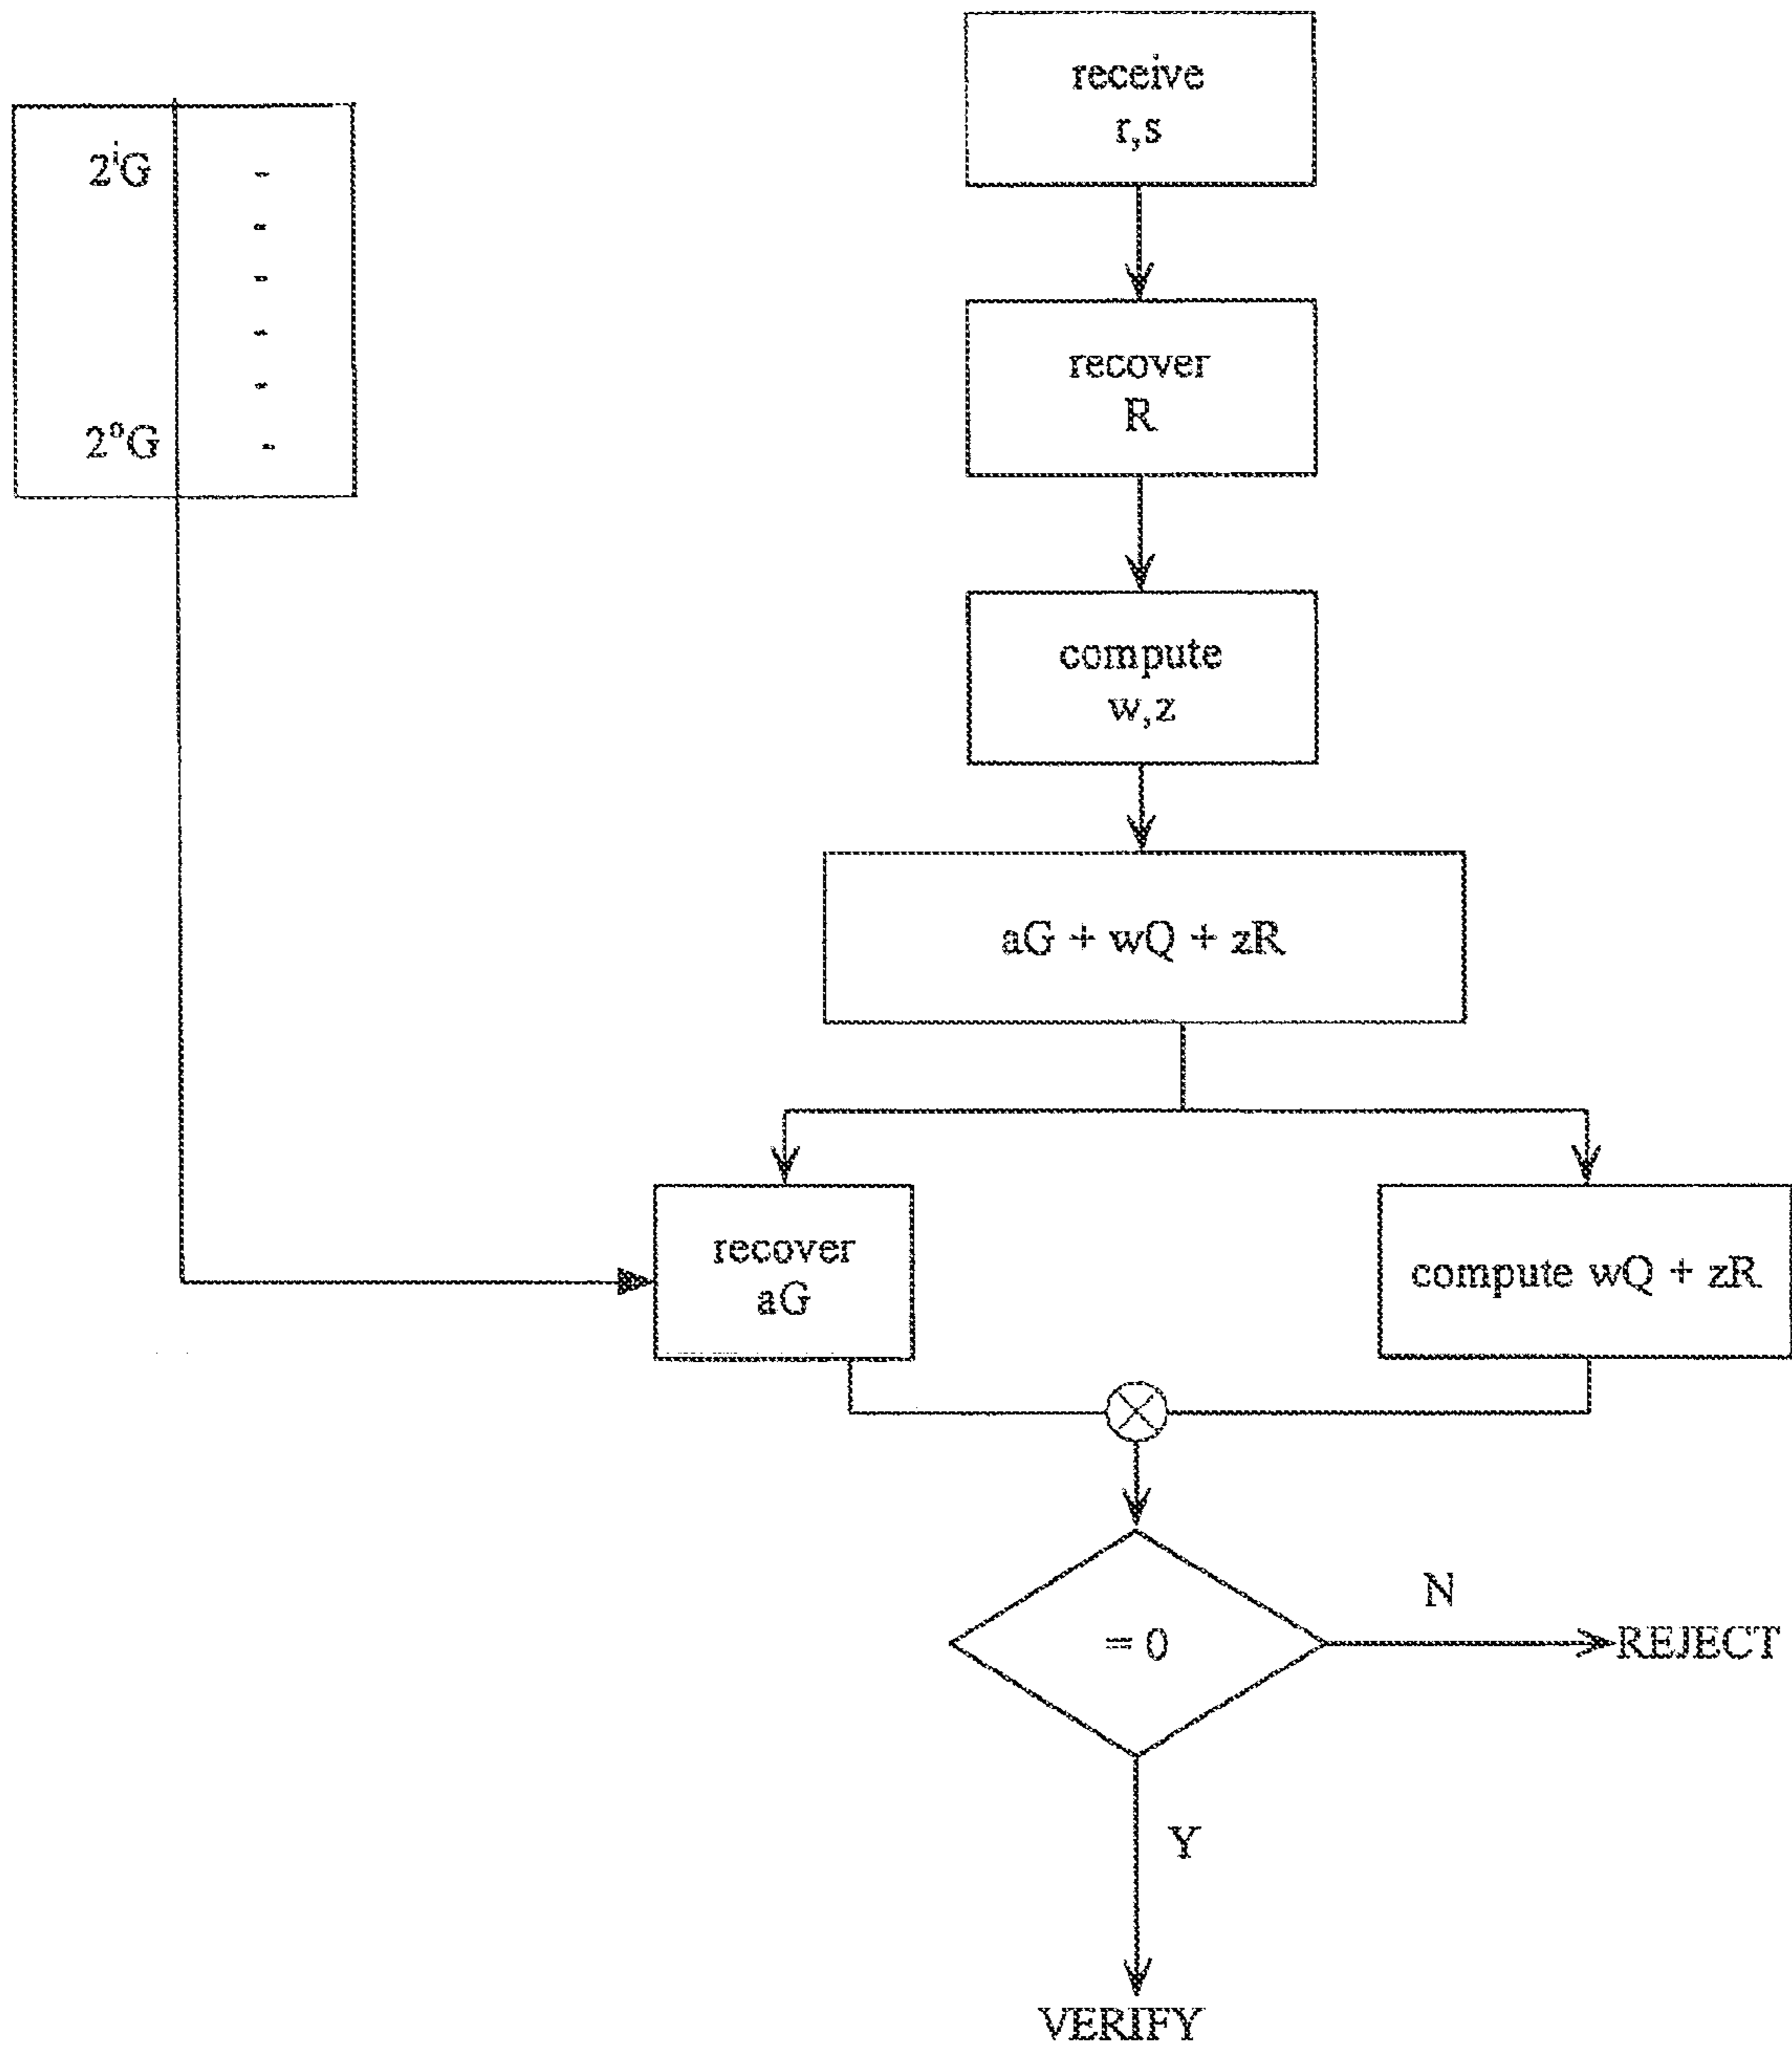 receive
r,s
2ⁱG
2⁰G
recover
R
compute
w,z
aG + wQ + zR
recover
aG
compute wQ + zR
= 0
N
REJECT
Y
VERIFY